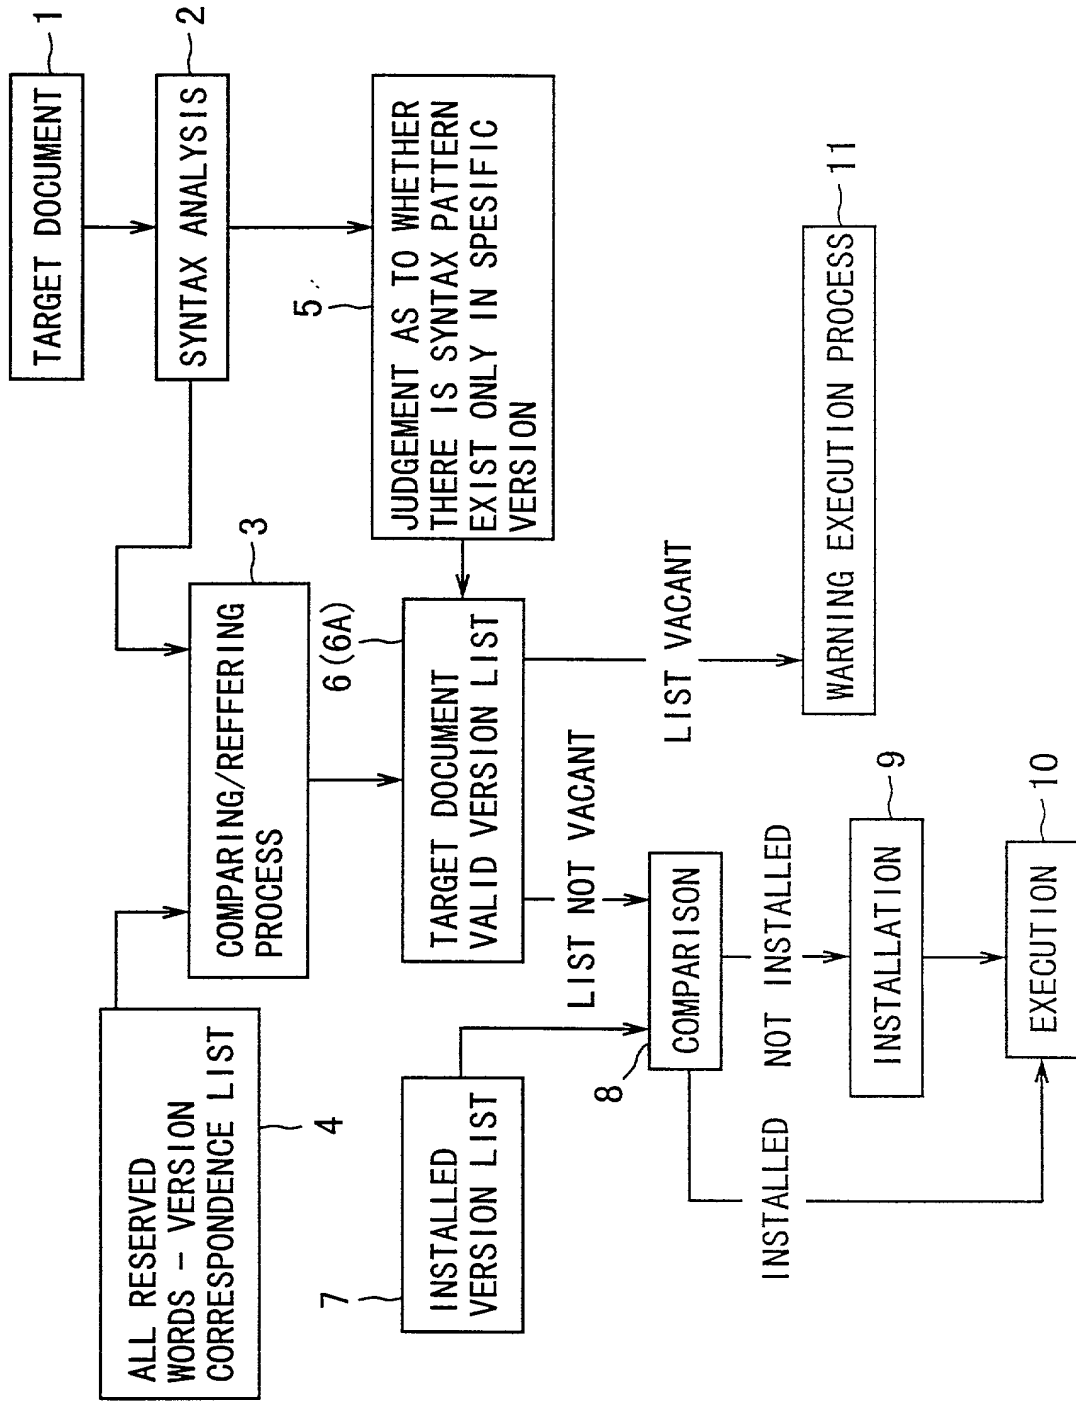 TARGET DOCUMENT
1
SYNTAX ANALYSIS
2
COMPARING/REFFERING
PROCESS
3
ALL RESERVED
WORDS - VERSION
CORRESPONDENCE LIST
4
JUDGEMENT AS TO WHETHER
THERE IS SYNTAX PATTERN
EXIST ONLY IN SPESIFIC
VERSION
5
6(6A)
TARGET DOCUMENT
VALID VERSION LIST
7
INSTALLED
VERSION LIST
LIST NOT VACANT
LIST VACANT
8
COMPARISON
INSTALLED
NOT INSTALLED
INSTALLATION
9
EXECUTION
10
WARNING EXECUTION PROCESS
11